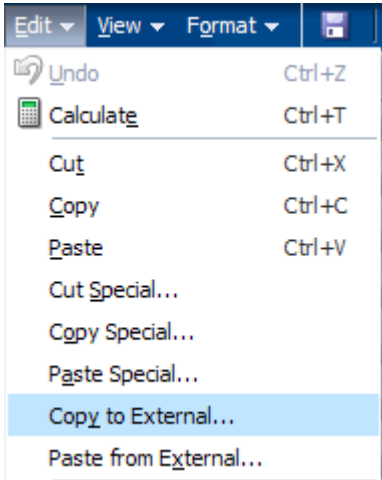 Edit View Format
Undo Ctrl+Z
Calculate Ctrl+T
Cut Ctrl+X
Copy Ctrl+C
Paste Ctrl+V
Cut Special...
Copy Special...
Paste Special...
Copy to External...
Paste from External...